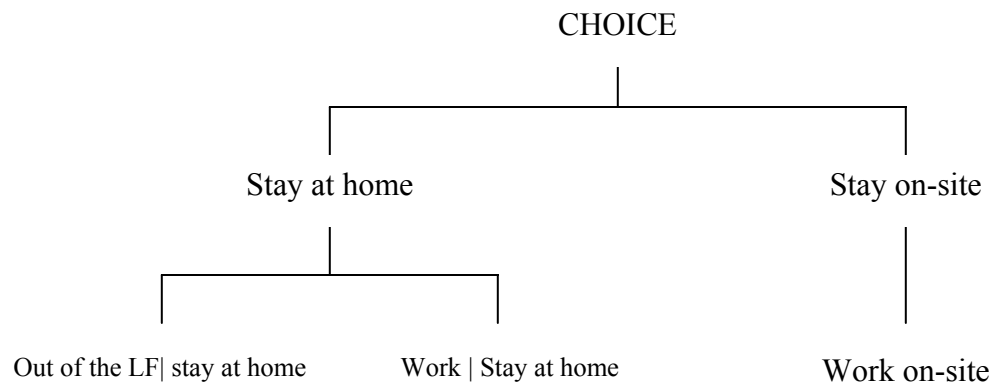 CHOICE
Stay at home
Stay on-site
Out of the LF| stay at home
Work | Stay at home
Work on-site